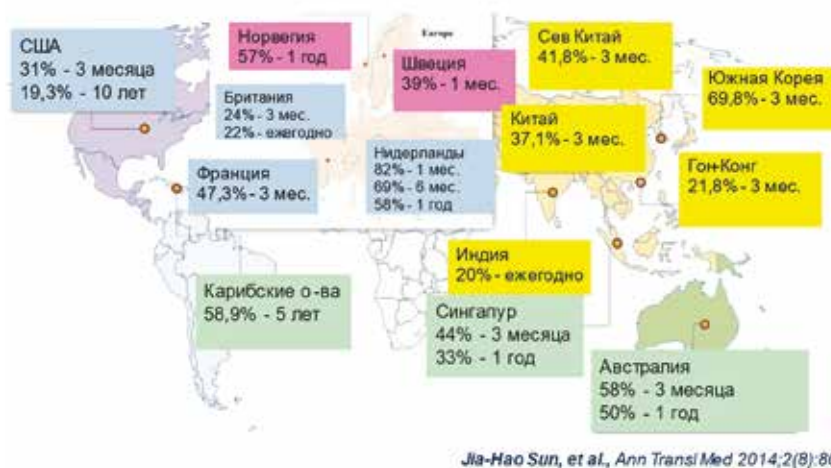 Europe
США
31% - 3 месяца
19,3% - 10 лет
Норвегия
57% - 1 год
Швеция
39% - 1 мес.
Сев Китай
41,8% - 3 мес.
Южная Корея
69,8% - 3 мес.
Британия
24% - 3 мес.
22% - ежегодно
Китай
37,1% - 3 мес.
Франция
47,3% - 3 мес.
Нидерланды
82% - 1 мес.
69% - 6 мес.
58% - 1 год
Гон-Конг
21,8% - 3 мес.
Индия
20% - ежегодно
Карибские о-ва
58,9% - 5 лет
Сингапур
44% - 3 месяца
33% - 1 год
Австралия
58% - 3 месяца
50% - 1 год
Jia-Hao Sun, et al., Ann Transl Med 2014;2(8):80